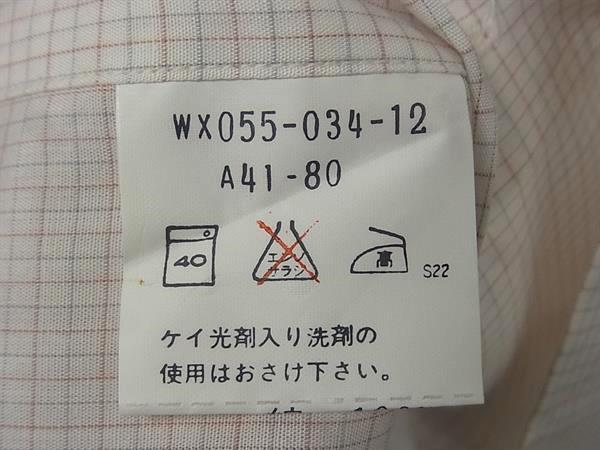 WX055-034-12
A41-80
40
エンソ
サラシ
高
S22
ケイ光剤入り洗剤の
使用はおさけ下さい。